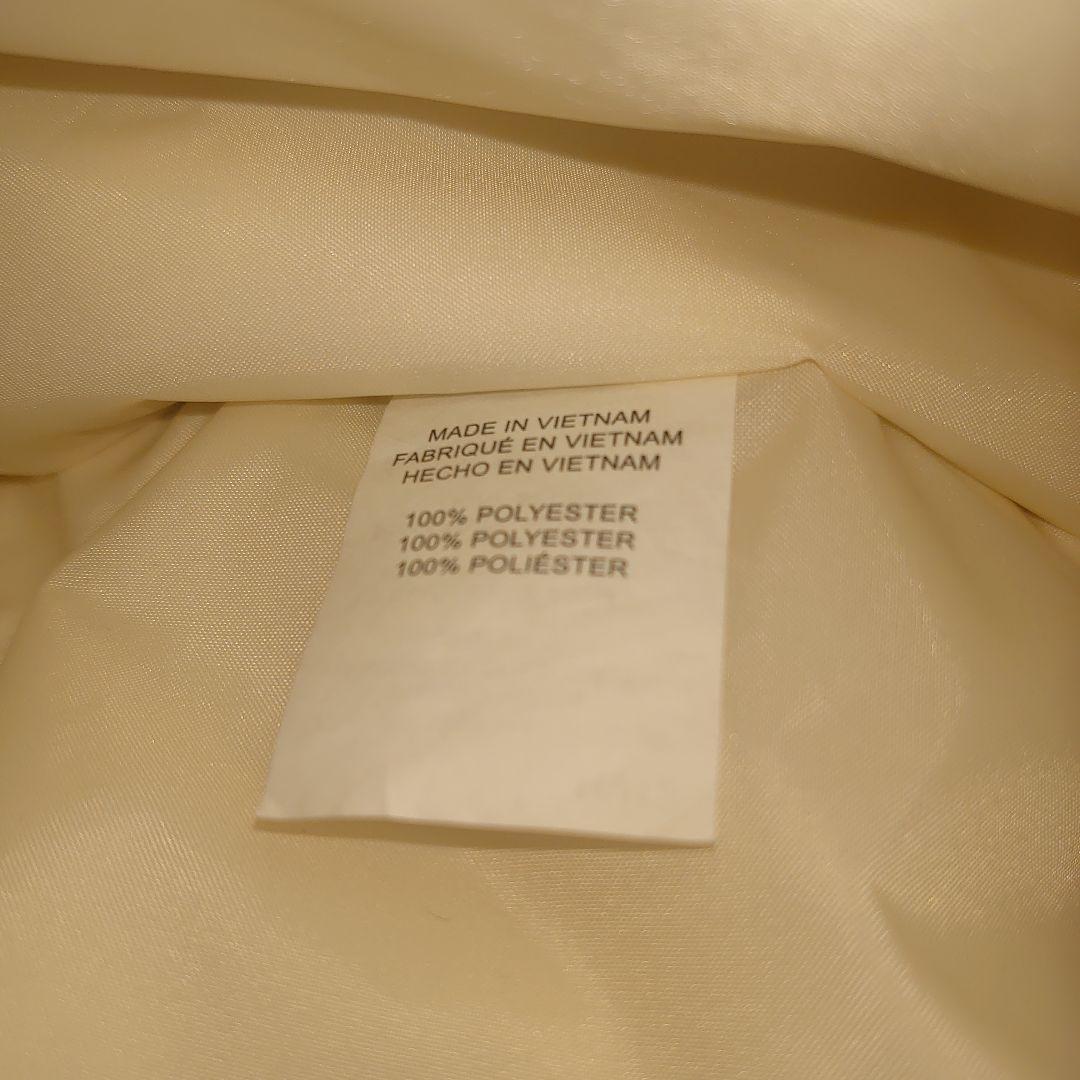 MADE IN VIETNAM
FABRIQUÉ EN VIETNAM
HECHO EN VIETNAM
100% POLYESTER
100% POLYESTER
100% POLIÉSTER